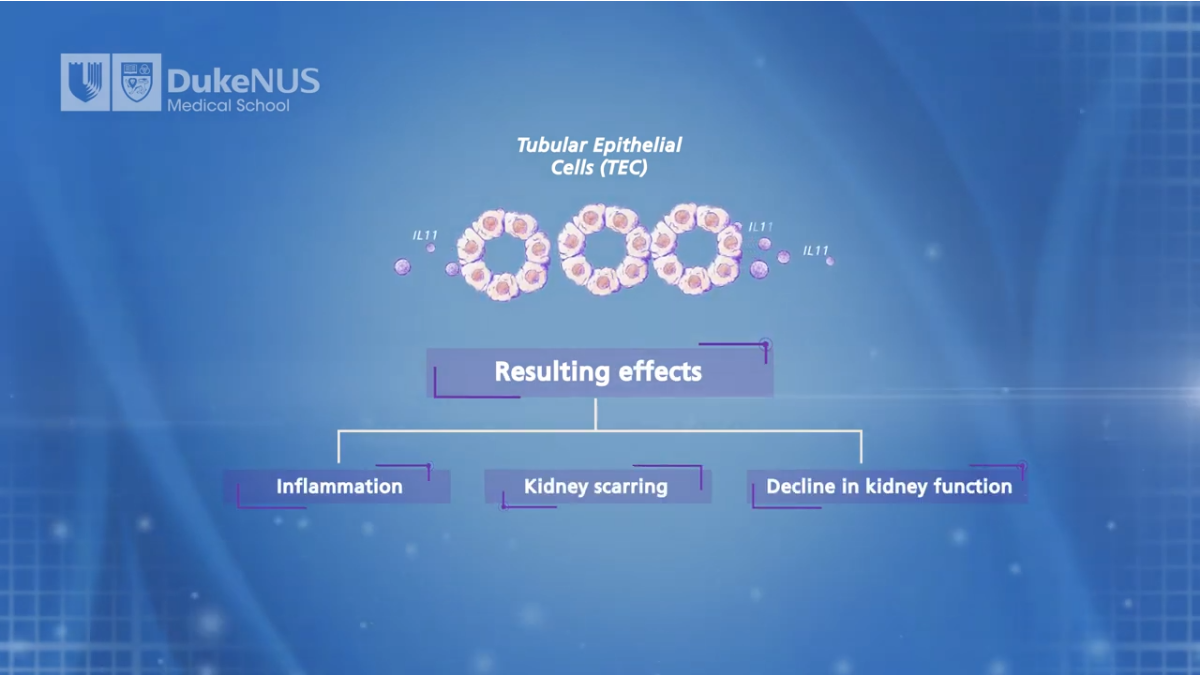 DukeNUS
Medical School
Tubular Epithelial
Cells (TEC)
IL11
IL11
IL11
Resulting effects
Inflammation
Kidney scarring
Decline in kidney function